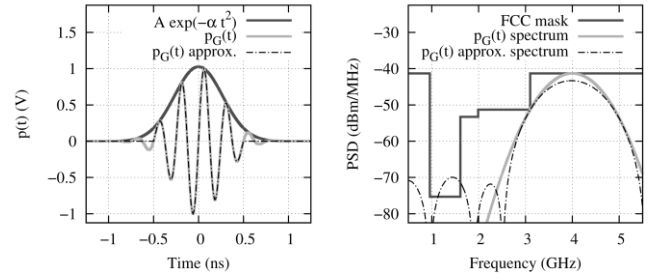 A exp(-α t²)
p_G(t)
p_G(t) approx.
1.5
1
0.5
0
-0.5
-1
p(t) (V)
-1 -0.5 0 0.5 1
Time (ns)
FCC mask
p_G(t) spectrum
p_G(t) approx. spectrum
-40
-50
-60
-70
-80
PSD (dBm/MHz)
1 2 3 4 5
Frequency (GHz)